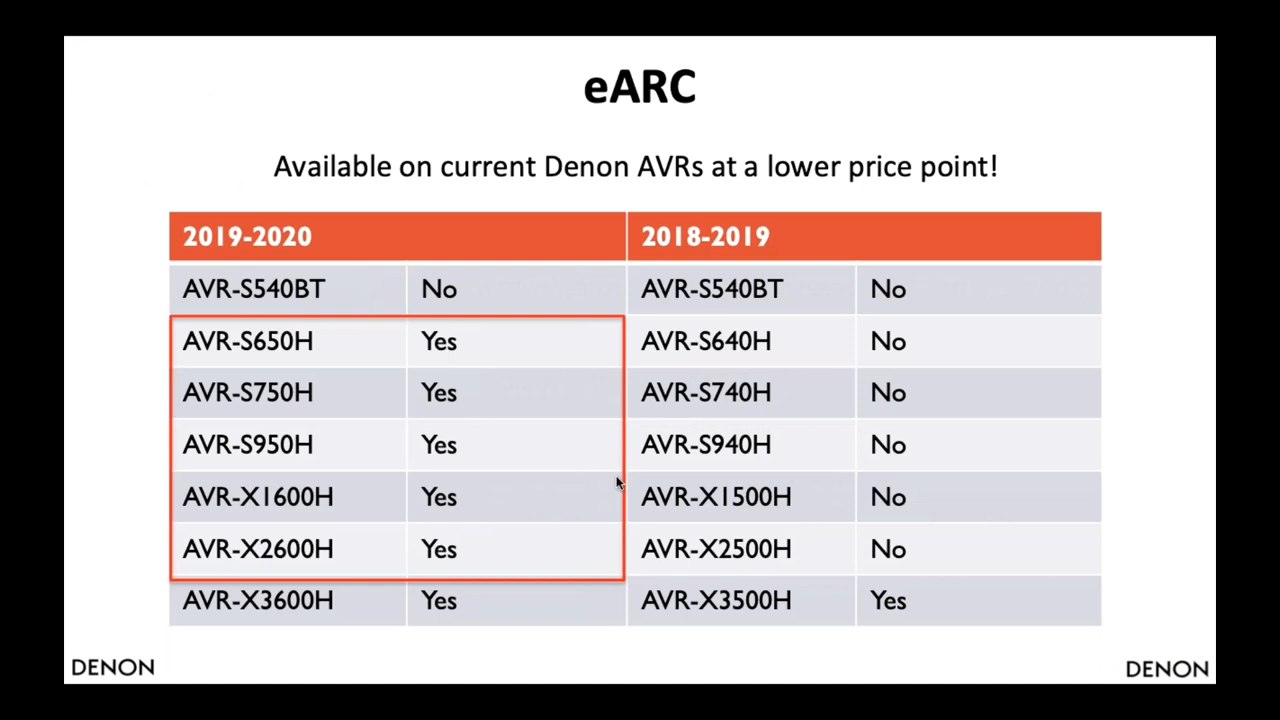 eARC
Available on current Denon AVRs at a lower price point!
2019-2020 2018-2019
AVR-S540BT No AVR-S540BT No
AVR-S650H Yes AVR-S640H No
AVR-S750H Yes AVR-S740H No
AVR-S950H Yes AVR-S940H No
AVR-X1600H Yes AVR-X1500H No
AVR-X2600H Yes AVR-X2500H No
AVR-X3600H Yes AVR-X3500H Yes
DENON DENON